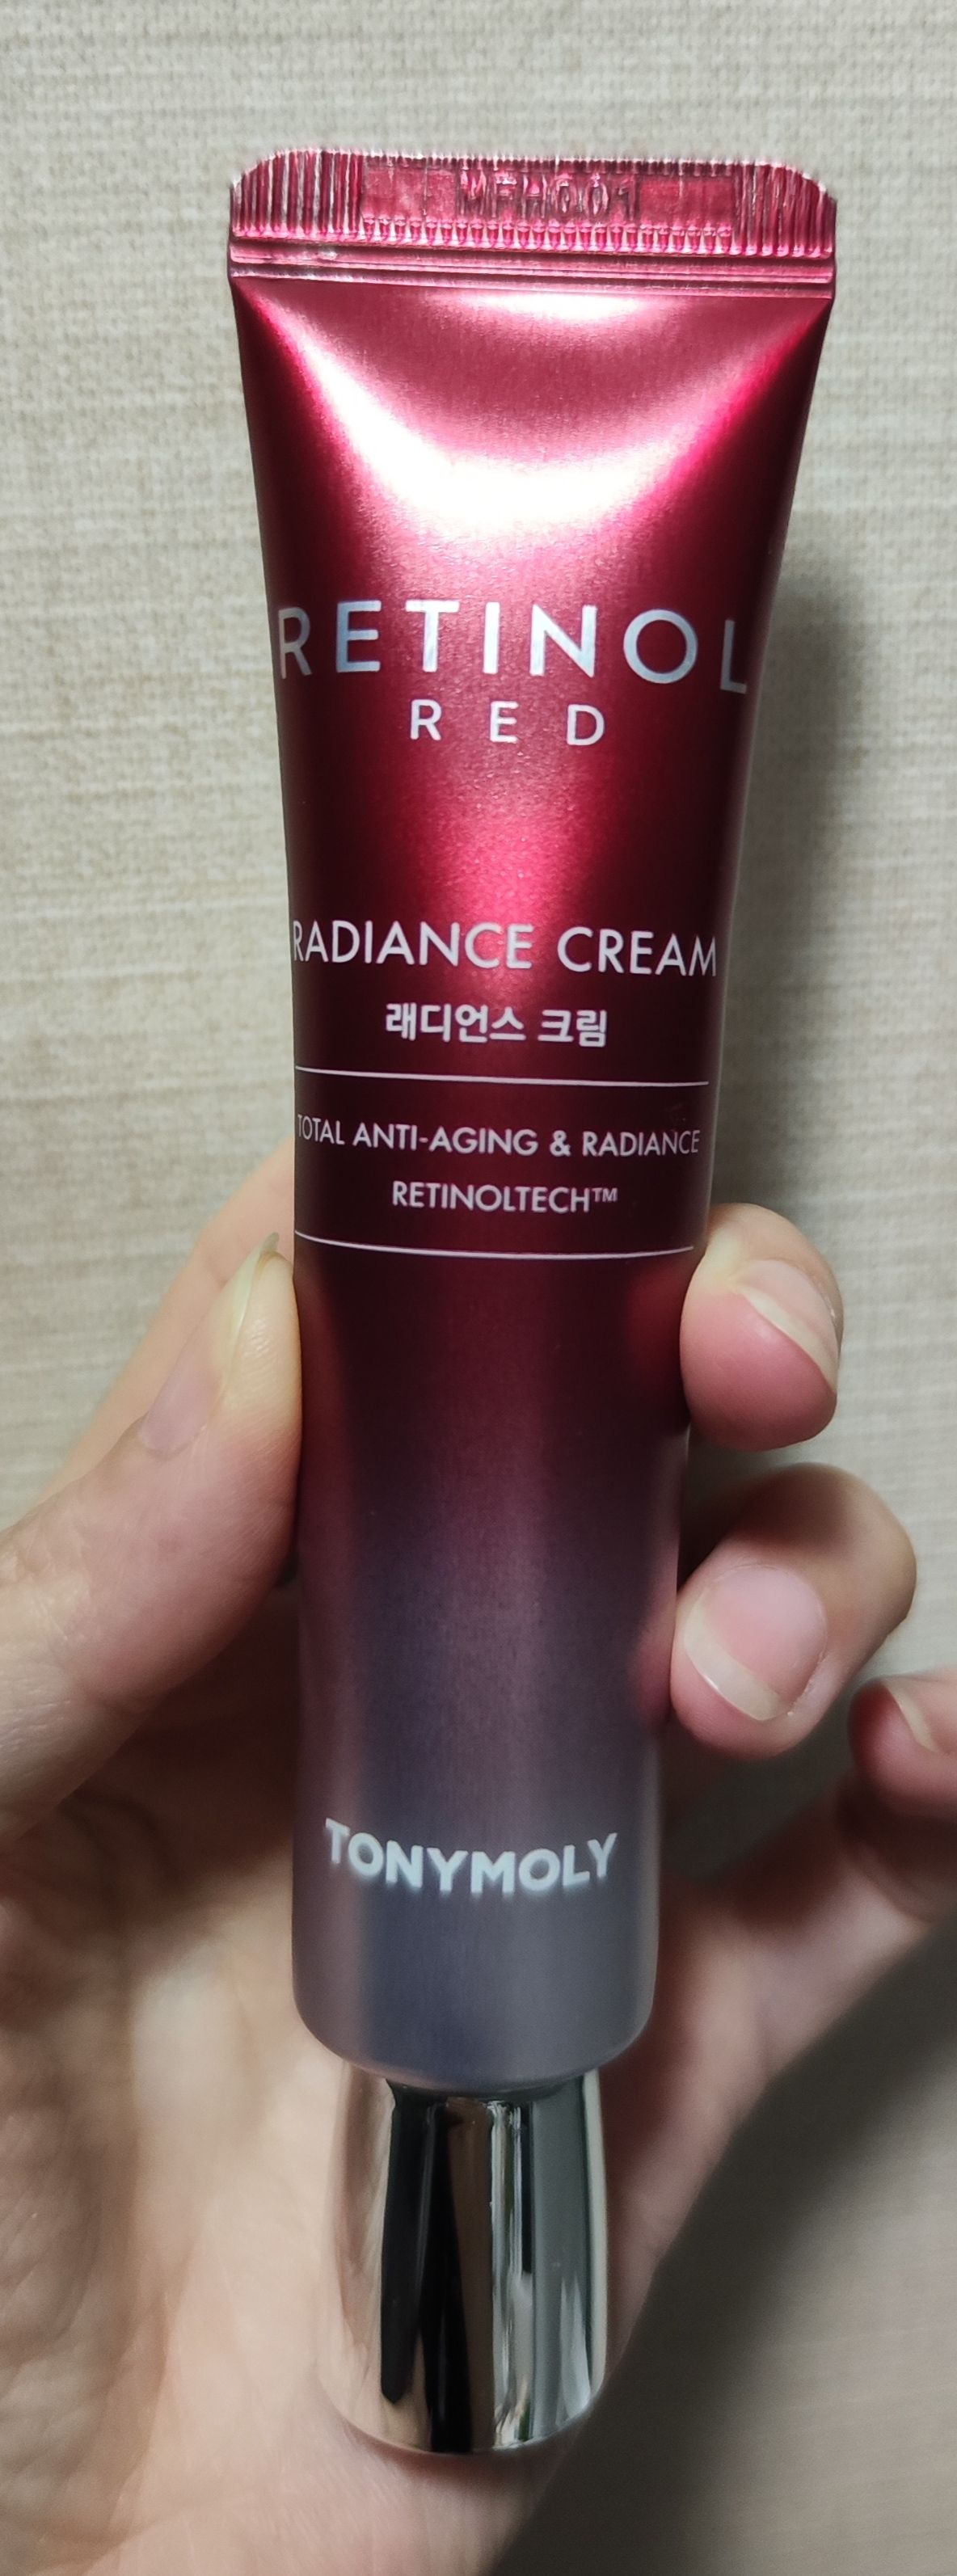 RETINOL
RED
RADIANCE CREAM
래디언스 크림
TOTAL ANTI-AGING & RADIANCE
RETINOLTECH™
TONYMOLY